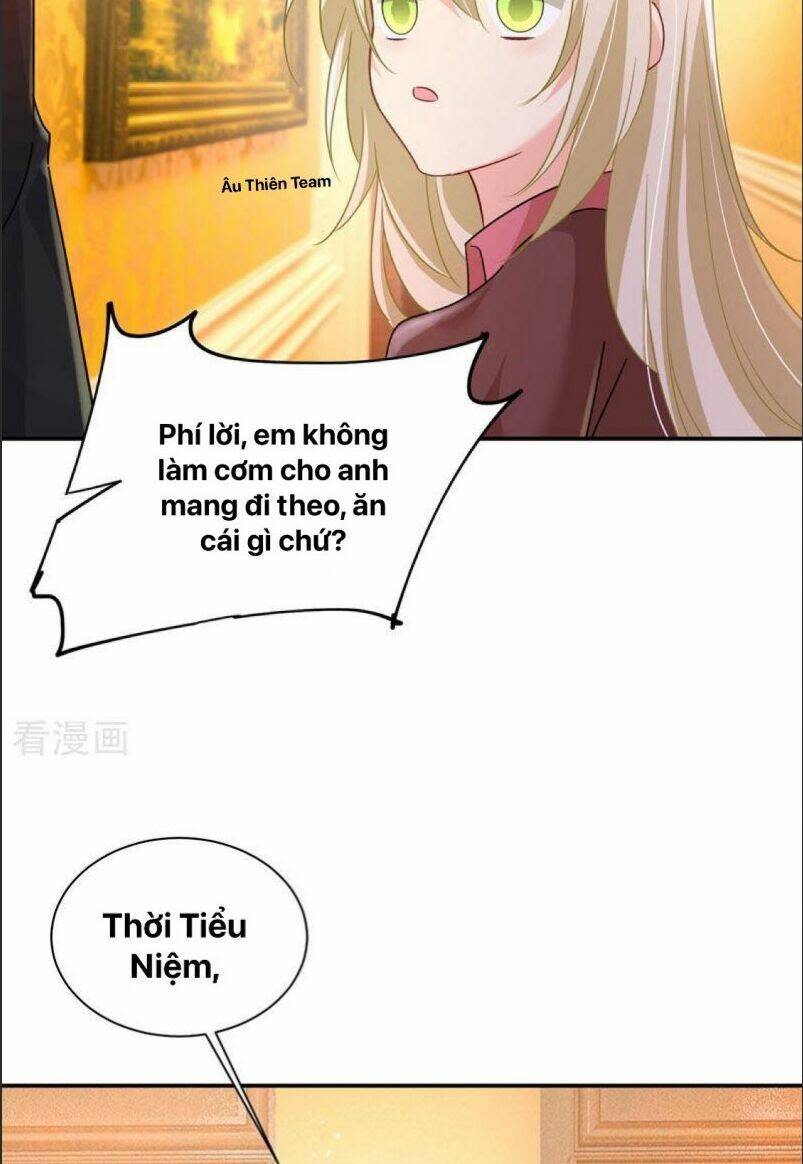 Âu Thiên Team
Phí lời, em không
làm cơm cho anh
mang đi theo, ăn
cái gì chứ?
看漫画
Thời Tiểu
Niệm,